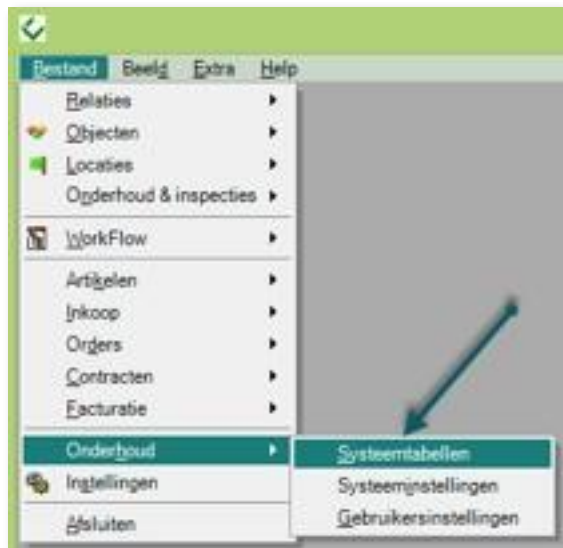 Bestand Beeld Extra Help
Relaties
Objecten
Locaties
Onderhoud & inspecties
WorkFlow
Artikelen
Inkoop
Orders
Contracten
Facturatie
Onderhoud
Instellingen
Afsluiten
Systeemtabellen
Systeeminstellingen
Gebruikersinstellingen